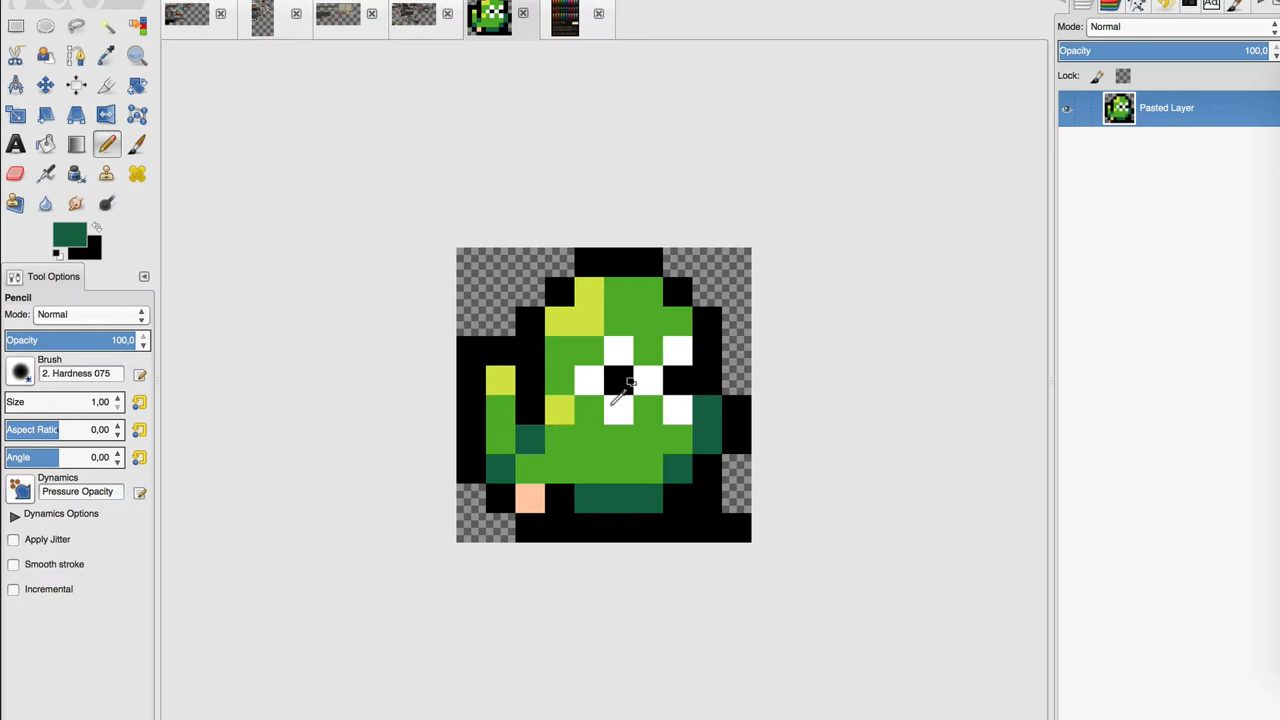 Aa
Mode: Normal
Opacity 100,0
Lock:
Pasted Layer
A
Tool Options
Pencil
Mode: Normal
Opacity 100,0
Brush
2. Hardness 075
Size 1,00
Aspect Ratio 0,00
Angle 0,00
Dynamics
Pressure Opacity
Dynamics Options
Apply Jitter
Smooth stroke
Incremental